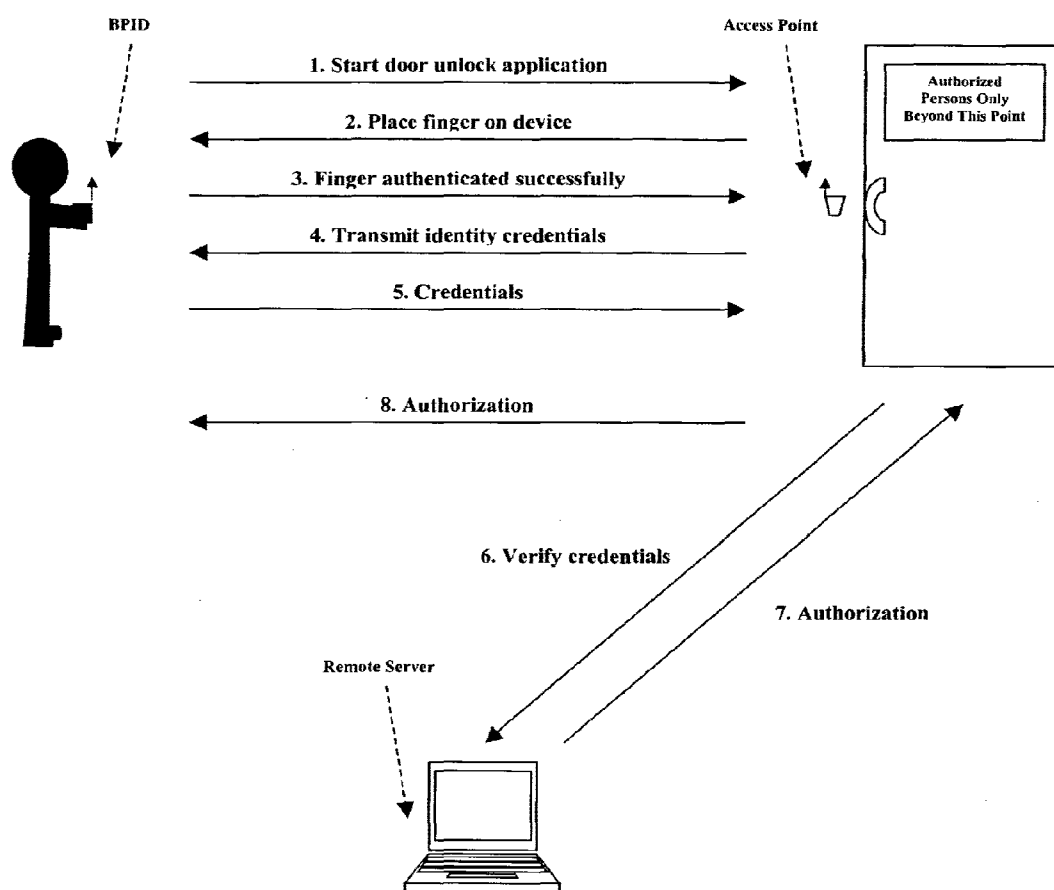 BPID
Access Point
1. Start door unlock application
Authorized
Persons Only
Beyond This Point
2. Place finger on device
3. Finger authenticated successfully
4. Transmit identity credentials
5. Credentials
8. Authorization
6. Verify credentials
7. Authorization
Remote Server